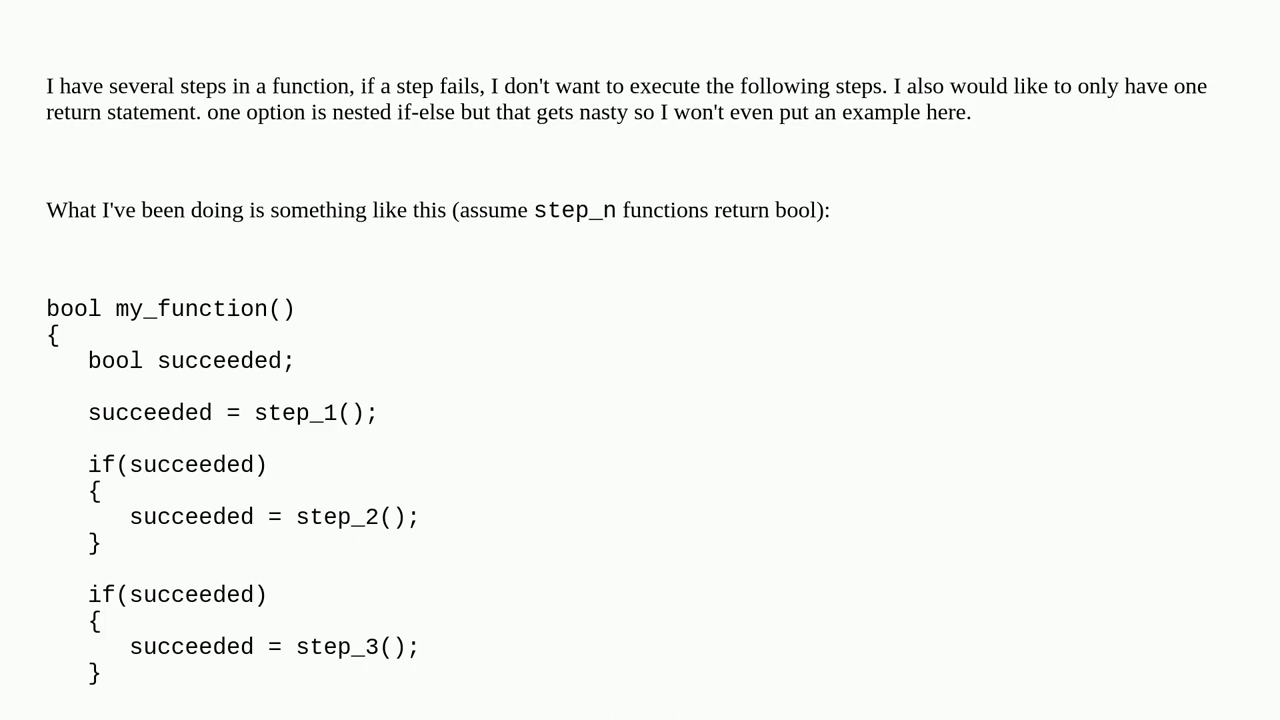 I have several steps in a function, if a step fails, I don't want to execute the following steps. I also would like to only have one
return statement. one option is nested if-else but that gets nasty so I won't even put an example here.
What I've been doing is something like this (assume step_n functions return bool):
bool my_function()
{
   bool succeeded;
   succeeded = step_1();
   if(succeeded)
   {
      succeeded = step_2();
   }
   if(succeeded)
   {
      succeeded = step_3();
   }